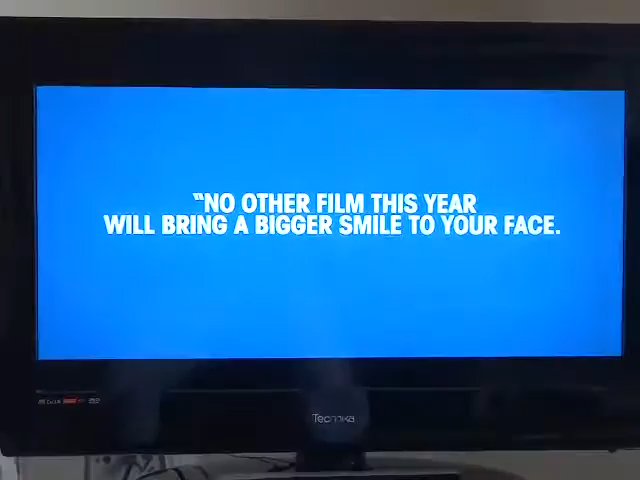 “NO OTHER FILM THIS YEAR
WILL BRING A BIGGER SMILE TO YOUR FACE.
Technika